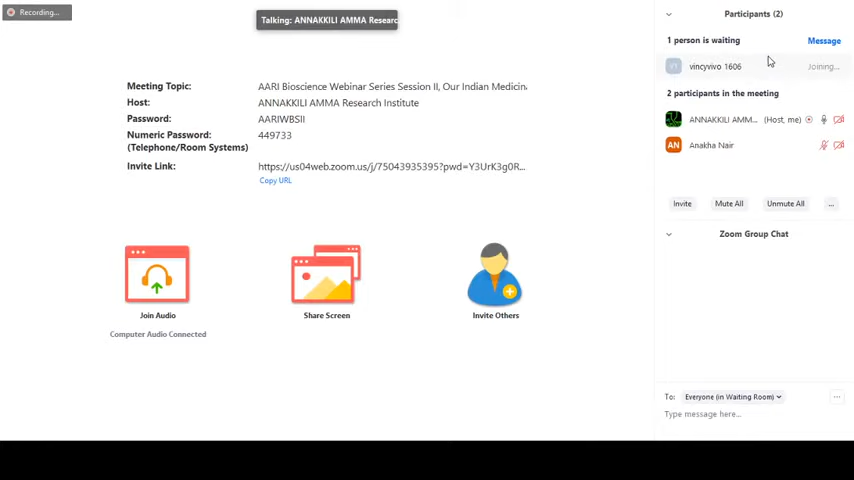 Recording...
Talking: ANNAKKILI AMMA Researc
Participants (2)
1 person is waiting
Message
VI
vincyvivo 1606
Joining...
2 participants in the meeting
ANNAKKILI AMM... (Host, me)
AN
Anakha Nair
Invite
Mute All
Unmute All
...
Zoom Group Chat
Meeting Topic: AARI Bioscience Webinar Series Session II, Our Indian Medicin
Host: ANNAKKILI AMMA Research Institute
Password: AARIWBSII
Numeric Password: 449733
(Telephone/Room Systems)
Invite Link: https://us04web.zoom.us/j/75043935395?pwd=Y3UrK3g0R...
Copy URL
Join Audio
Computer Audio Connected
Share Screen
Invite Others
To: Everyone (in Waiting Room)
...
Type message here...